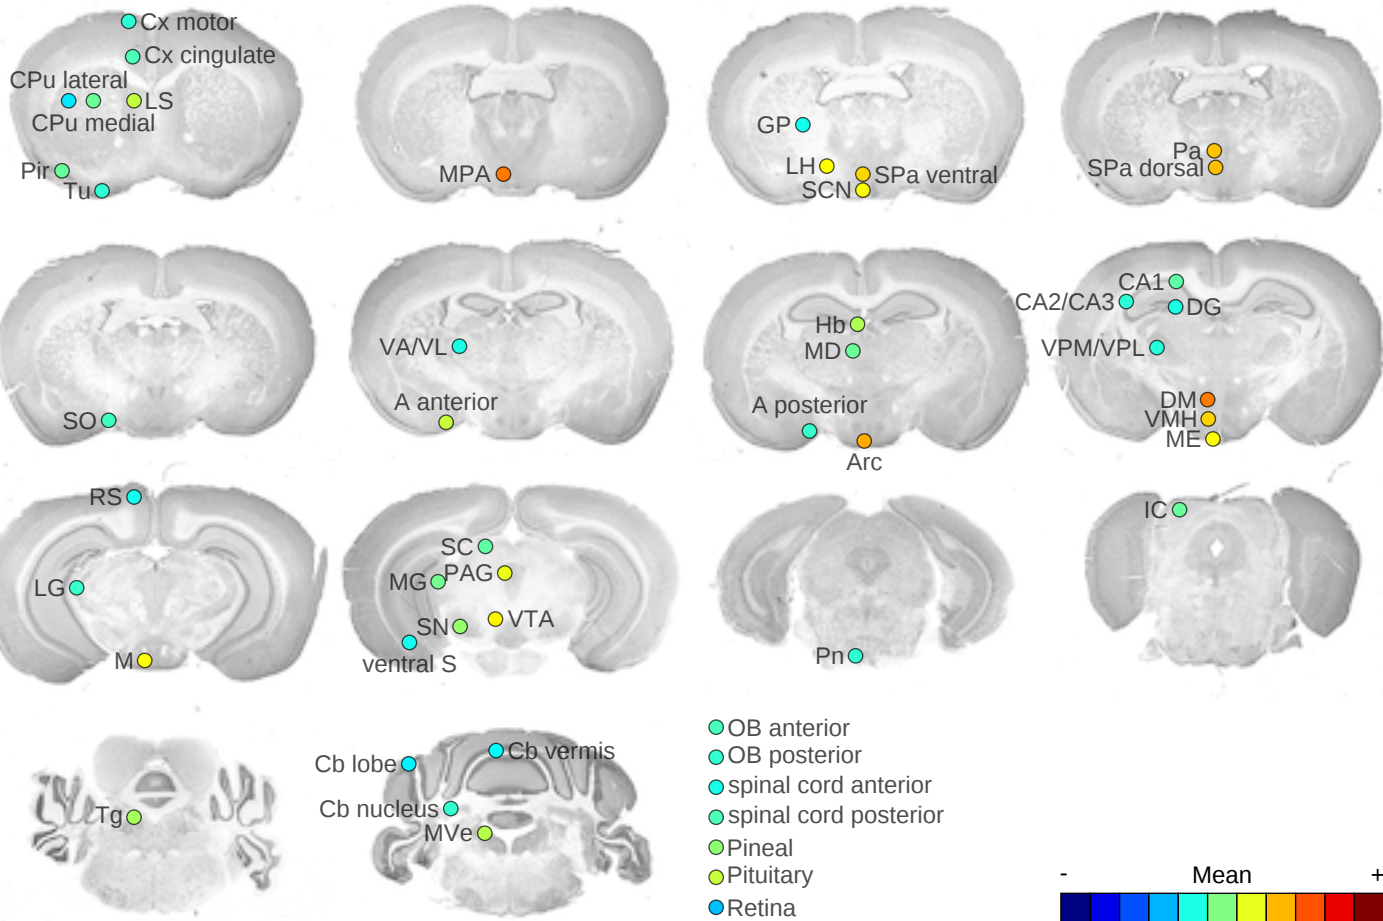 Cx motor
Cx cingulate
CPu lateral
LS
CPu medial
Pir
Tu
MPA
GP
LH
SPa ventral
SCN
Pa
SPa dorsal
SO
VA/VL
A anterior
Hb
MD
A posterior
Arc
CA1
CA2/CA3
DG
VPM/VPL
DM
VMH
ME
RS
LG
M
SC
MG
PAG
SN
VTA
ventral S
Pn
IC
Tg
Cb lobe
Cb vermis
Cb nucleus
MVe
OB anterior
OB posterior
spinal cord anterior
spinal cord posterior
Pineal
Pituitary
Retina
- Mean +